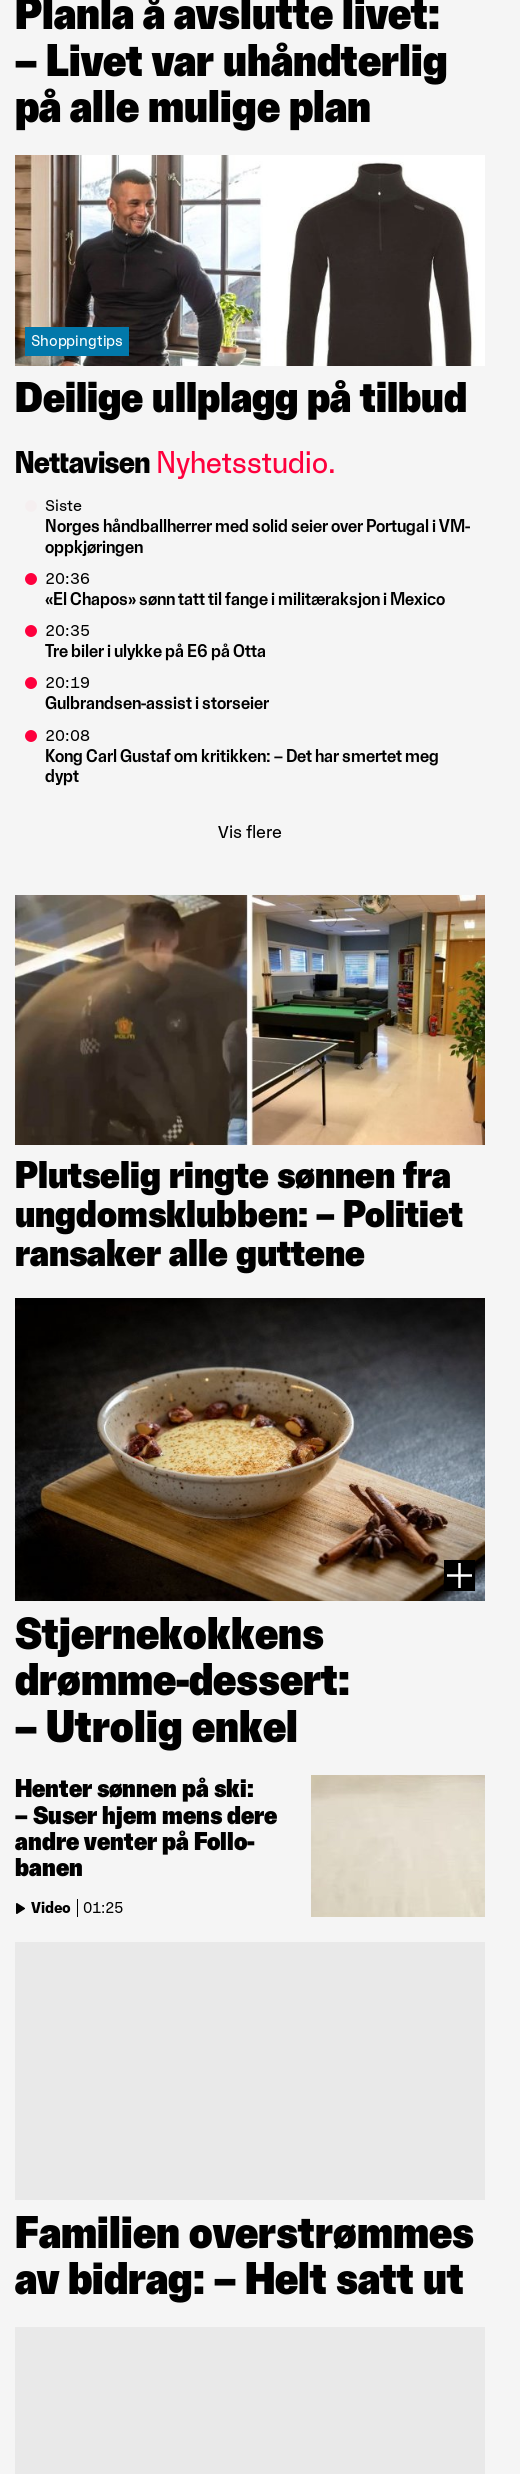 Planla å avslutte livet:
– Livet var uhåndterlig
på alle mulige plan
Shoppingtips
Deilige ullplagg på tilbud
Nettavisen Nyhetsstudio.
Siste
Norges håndballherrer med solid seier over Portugal i VM-
oppkjøringen
20:36
«El Chapos» sønn tatt til fange i militæraksjon i Mexico
20:35
Tre biler i ulykke på E6 på Otta
20:19
Gulbrandsen-assist i storseier
20:08
Kong Carl Gustaf om kritikken: – Det har smertet meg
dypt
Vis flere
POLITI
Plutselig ringte sønnen fra
ungdomsklubben: – Politiet
ransaker alle guttene
Stjernekokkens
drømme-dessert:
– Utrolig enkel
Henter sønnen på ski:
– Suser hjem mens dere
andre venter på Follo-
banen
Video 01:25
Familien overstrømmes
av bidrag: – Helt satt ut